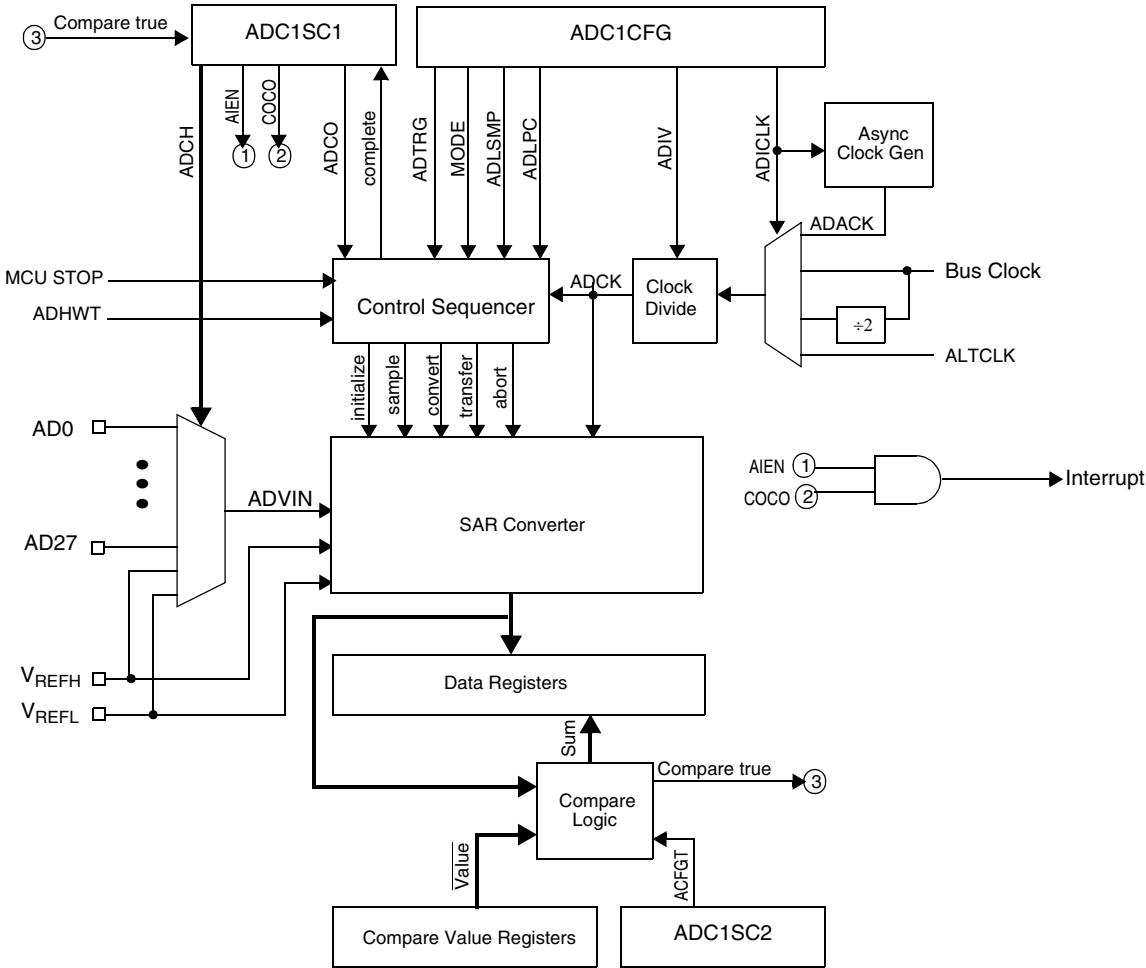 3 Compare true
ADC1SC1
ADC1CFG
ADCH
AIEN
1
COCO
2
ADCO
complete
ADTRG
MODE
ADLSMP
ADLPC
ADIV
ADICLK
Async
Clock Gen
ADACK
MCU STOP
ADHWT
Control Sequencer
ADCK
Clock
Divide
Bus Clock
÷2
ALTCLK
initialize
sample
convert
transfer
abort
AD0
ADVIN
AD27
SAR Converter
AIEN 1
COCO 2
Interrupt
VREFH
VREFL
Data Registers
Sum
Compare true 3
Compare
Logic
Value
ACFGT
Compare Value Registers
ADC1SC2